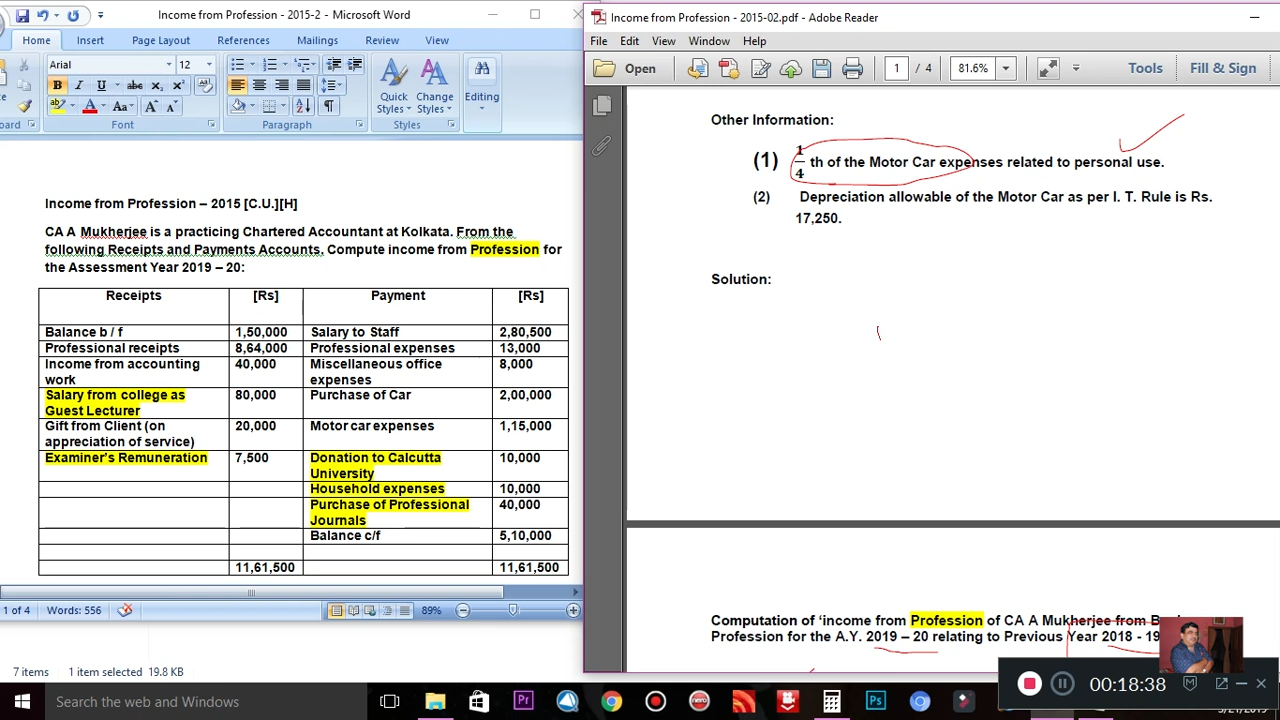 Income from Profession - 2015-2 - Microsoft Word
Home Insert Page Layout References Mailings Review View
Arial 12
Quick Styles
Change Styles
Editing
Font Paragraph Styles
Income from Profession – 2015 [C.U.][H]
CA A Mukherjee is a practicing Chartered Accountant at Kolkata. From the
following Receipts and Payments Accounts, Compute income from Profession for
the Assessment Year 2019 – 20:
Receipts [Rs] Payment [Rs]
Balance b / f 1,50,000 Salary to Staff 2,80,500
Professional receipts 8,64,000 Professional expenses 13,000
Income from accounting work 40,000 Miscellaneous office expenses 8,000
Salary from college as Guest Lecturer 80,000 Purchase of Car 2,00,000
Gift from Client (on appreciation of service) 20,000 Motor car expenses 1,15,000
Examiner's Remuneration 7,500 Donation to Calcutta University 10,000
Household expenses 10,000
Purchase of Professional Journals 40,000
Balance c/f 5,10,000
11,61,500 11,61,500
1 of 4 Words: 556 89%
7 items 1 item selected 19.8 KB
Income from Profession - 2015-02.pdf - Adobe Reader
File Edit View Window Help
Open 1 / 4 81.6% Tools Fill & Sign
Other Information:
(1) 1/4 th of the Motor Car expenses related to personal use.
(2) Depreciation allowable of the Motor Car as per I. T. Rule is Rs.
17,250.
Solution:
Computation of ‘income from Profession of CA A Mukherjee from
Profession for the A.Y. 2019 – 20 relating to Previous Year 2018 - 19
00:18:38
Search the web and Windows
Pr
nero
Ps